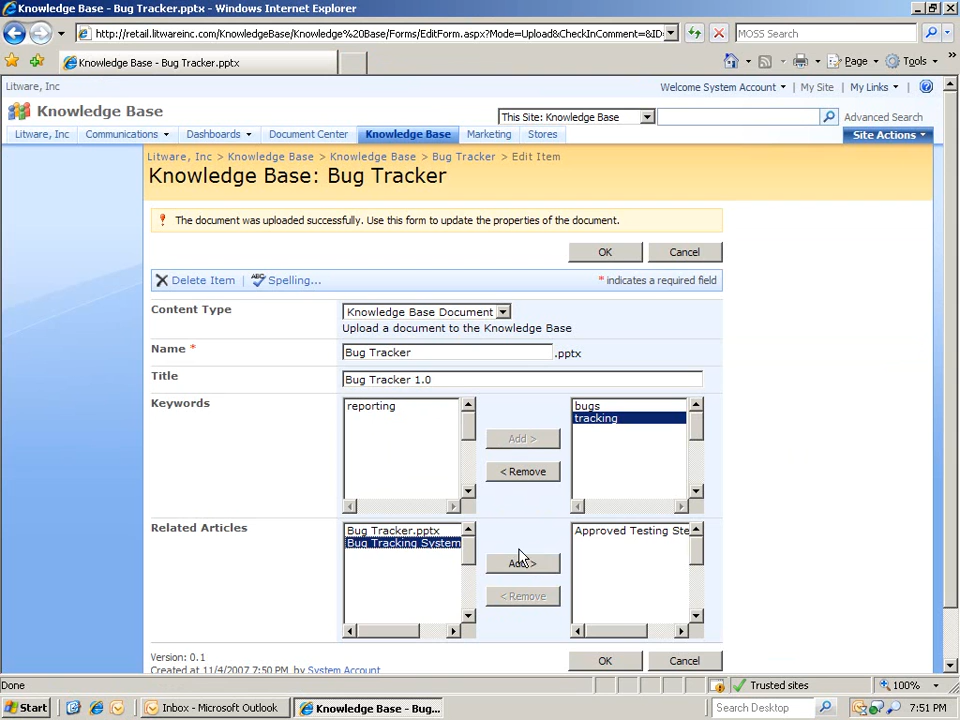 Knowledge Base - Bug Tracker.pptx - Windows Internet Explorer
http://retail.litwareinc.com/KnowledgeBase/Knowledge%20Base/Forms/EditForm.aspx?Mode=Upload&CheckInComment=&ID=
MOSS Search
Knowledge Base - Bug Tracker.pptx
Page
Tools
Litware, Inc
Welcome System Account
My Site
My Links
Knowledge Base
This Site: Knowledge Base
Advanced Search
Litware, Inc
Communications
Dashboards
Document Center
Knowledge Base
Marketing
Stores
Site Actions
Litware, Inc > Knowledge Base > Knowledge Base > Bug Tracker > Edit Item
Knowledge Base: Bug Tracker
The document was uploaded successfully. Use this form to update the properties of the document.
OK
Cancel
Delete Item
Spelling...
* indicates a required field
Content Type
Knowledge Base Document
Upload a document to the Knowledge Base
Name *
Bug Tracker
.pptx
Title
Bug Tracker 1.0
Keywords
reporting
Add >
< Remove
bugs
tracking
Related Articles
Bug Tracker.pptx
Bug Tracking System
Add >
< Remove
Approved Testing Ste
Version: 0.1
Created at 11/4/2007 7:50 PM, by System Account
OK
Cancel
Done
Trusted sites
100%
Start
Inbox - Microsoft Outlook
Knowledge Base - Bug...
Search Desktop
7:51 PM